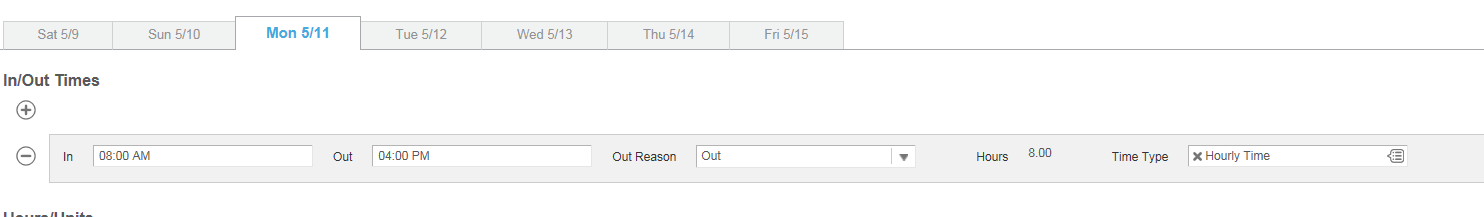 Sat 5/9 Sun 5/10 Mon 5/11 Tue 5/12 Wed 5/13 Thu 5/14 Fri 5/15
In/Out Times
In 08:00 AM Out 04:00 PM Out Reason Out Hours 8.00 Time Type Hourly Time
Hours/Units